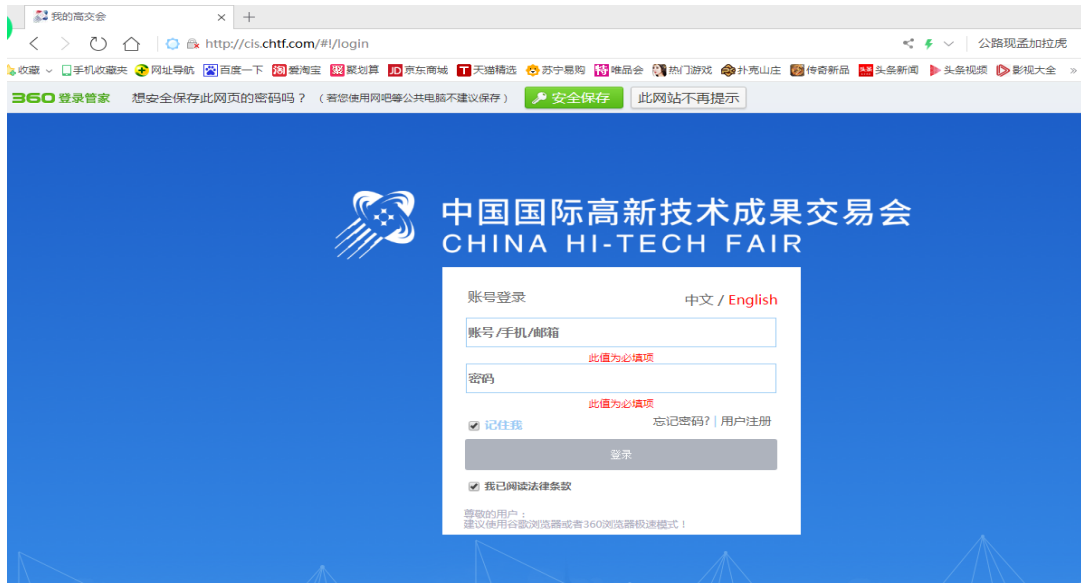 我的高交会
http://cis.chtf.com/#!/login
公路现孟加拉虎
收藏 手机收藏夹 网址导航 百度一下 淘 爱淘宝 聚 聚划算 JD 京东商城 T 天猫精选 苏宁易购 特 唯品会 热门游戏 扑克山庄 传奇新品 头条新闻 头条视频 影视大全 »
360 登录管家 想安全保存此网页的密码吗？（若您使用网吧等公共电脑不建议保存） 安全保存 此网站不再提示
中国国际高新技术成果交易会
CHINA HI-TECH FAIR
账号登录 中文 / English
账号/手机/邮箱
此值为必填项
密码
此值为必填项
记住我 忘记密码? | 用户注册
登录
我已阅读法律条款
尊敬的用户：
建议使用谷歌浏览器或者360浏览器极速模式！